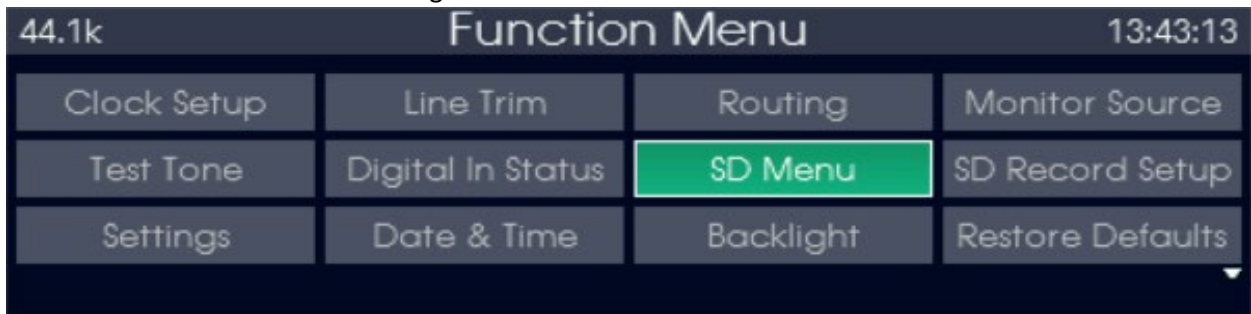 44.1k Function Menu 13:43:13
Clock Setup Line Trim Routing Monitor Source
Test Tone Digital In Status SD Menu SD Record Setup
Settings Date & Time Backlight Restore Defaults